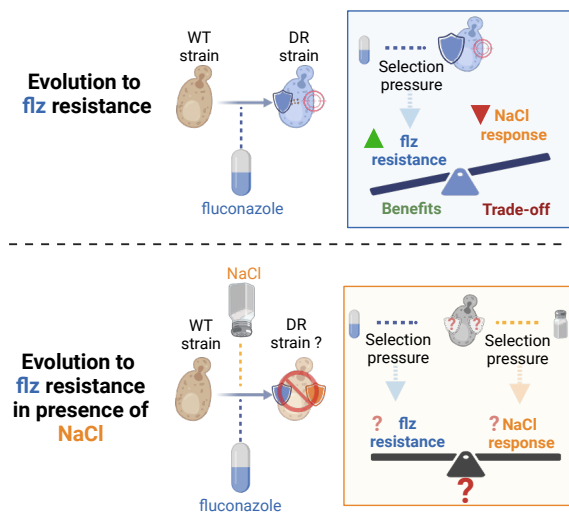 WT
strain
DR
strain
Evolution to
flz resistance
fluconazole
Selection
pressure
flz
resistance
NaCl
response
Benefits
Trade-off
NaCl
WT
strain
DR
strain ?
Evolution to
flz resistance
in presence of
NaCl
fluconazole
? ?
Selection
pressure
Selection
pressure
? flz
resistance
? NaCl
response
?